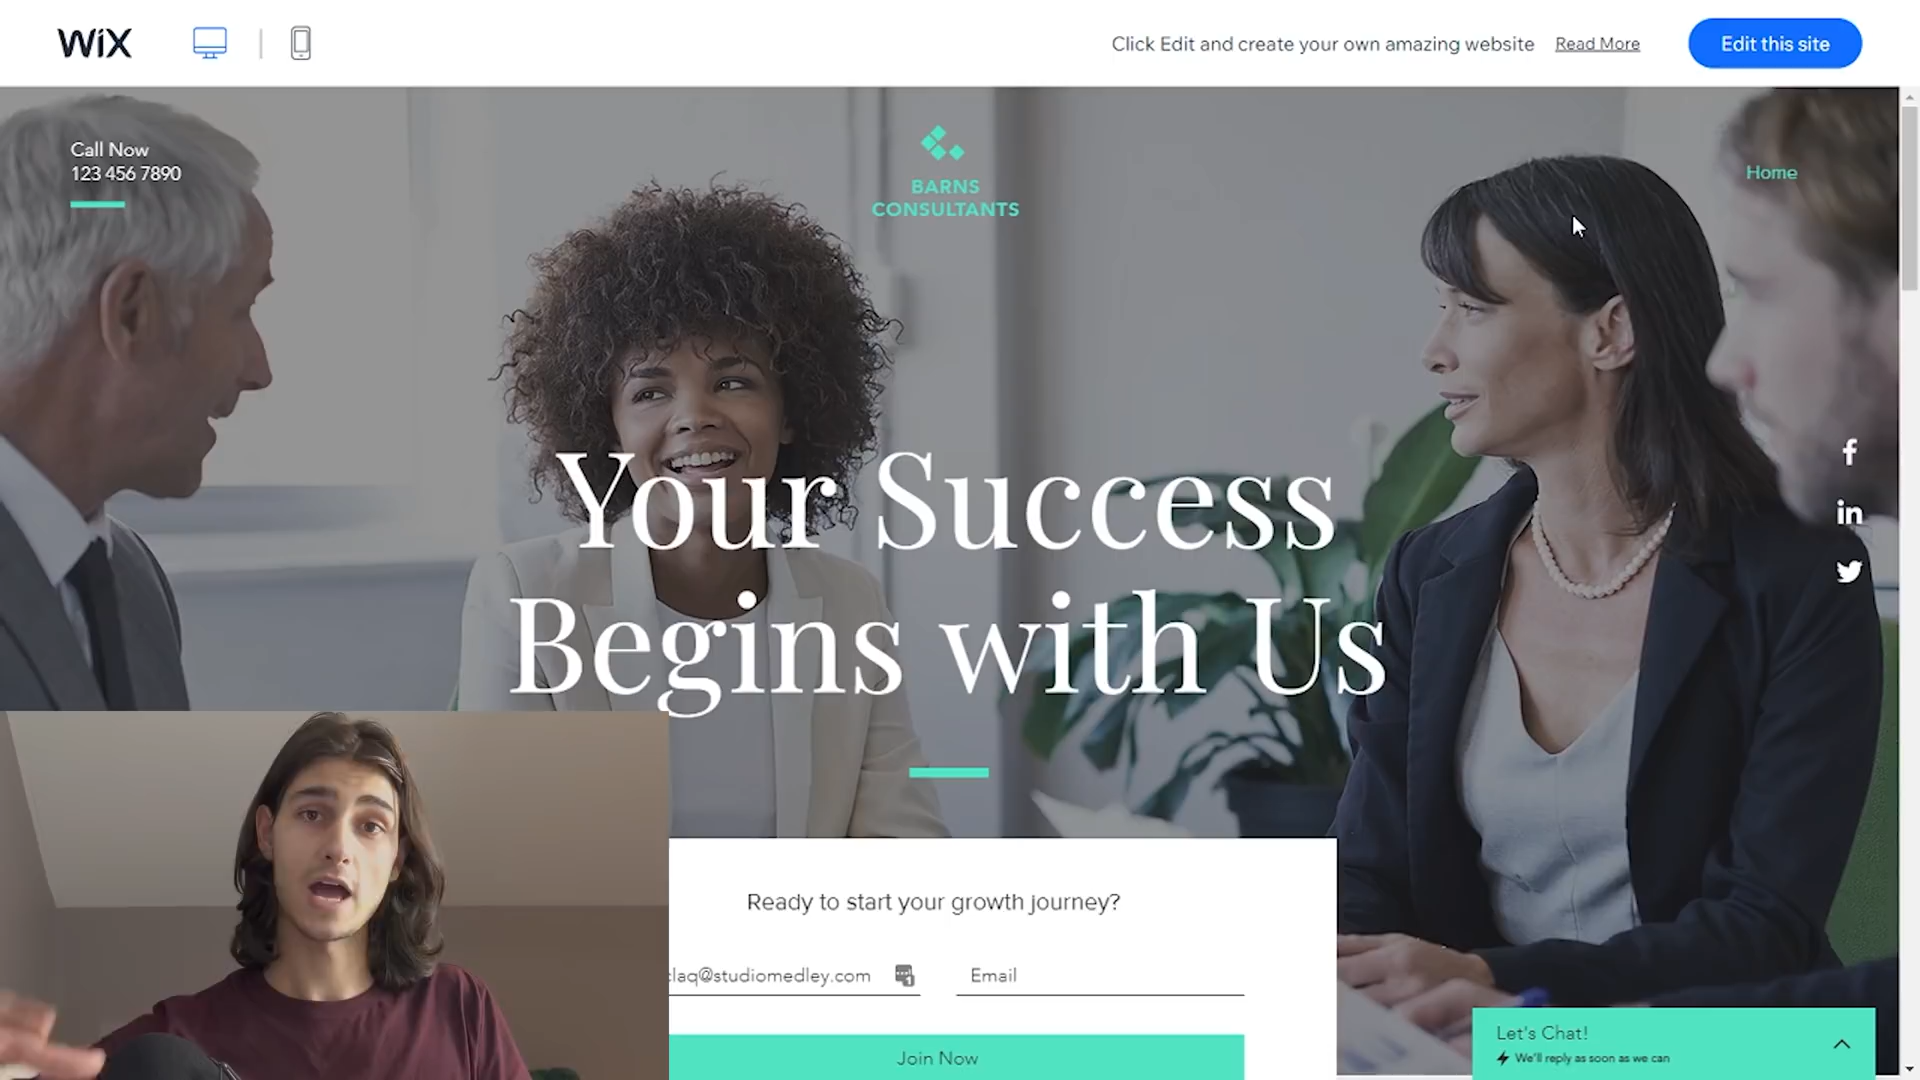 WiX
Click Edit and create your own amazing website Read More
Edit this site
Call Now
123 456 7890
BARNS
CONSULTANTS
Home
Your Success
Begins with Us
Ready to start your growth journey?
claq@studiomedley.com
Email
Join Now
Let's Chat!
We'll reply as soon as we can